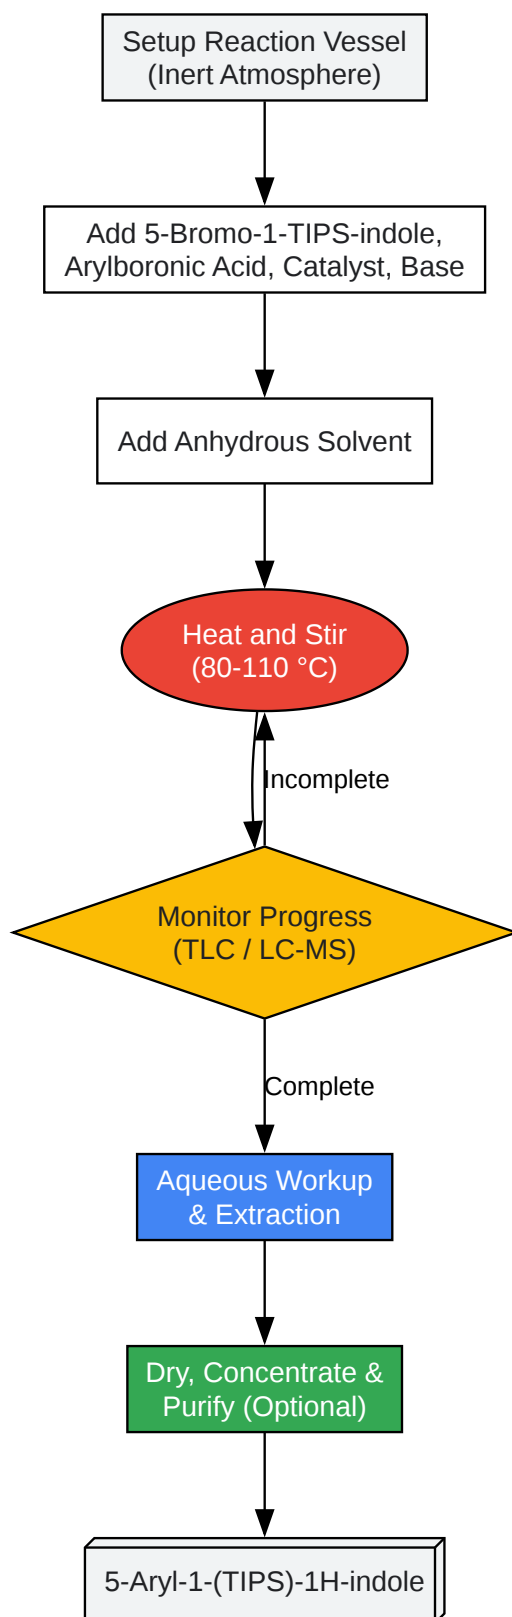 Setup Reaction Vessel
(Inert Atmosphere)
Add 5-Bromo-1-TIPS-indole,
Arylboronic Acid, Catalyst, Base
Add Anhydrous Solvent
Heat and Stir
(80-110 °C)
Incomplete
Monitor Progress
(TLC / LC-MS)
Complete
Aqueous Workup
& Extraction
Dry, Concentrate &
Purify (Optional)
5-Aryl-1-(TIPS)-1H-indole